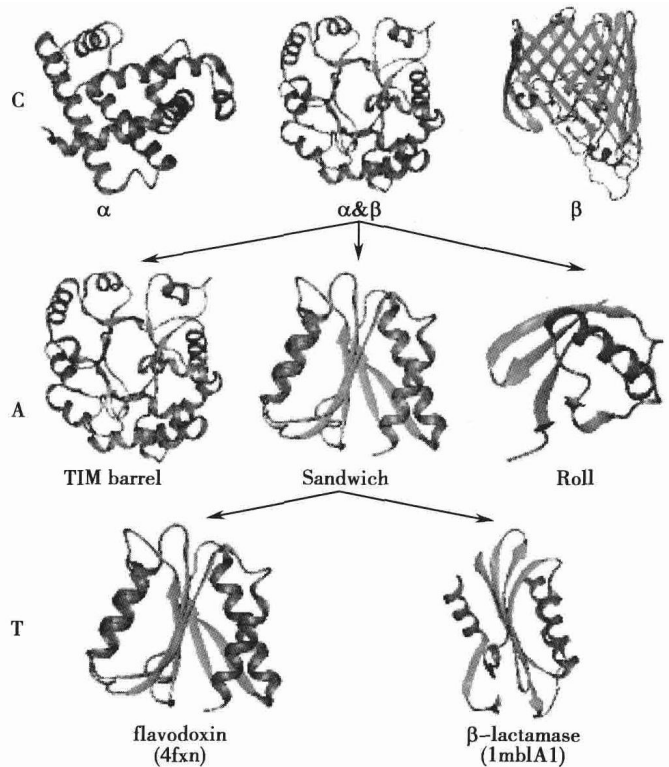 C
α α&β β
A
TIM barrel Sandwich Roll
T
flavodoxin β-lactamase
(4fxn) (1mblA1)